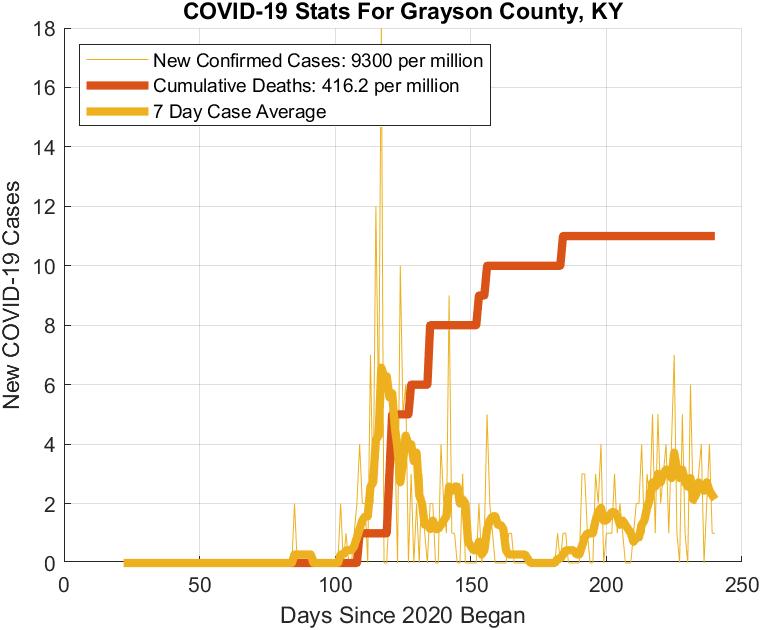 COVID-19 Stats For Grayson County, KY
New Confirmed Cases: 9300 per million
Cumulative Deaths: 416.2 per million
7 Day Case Average
New COVID-19 Cases
18
16
14
12
10
8
6
4
2
0
0 50 100 150 200 250
Days Since 2020 Began